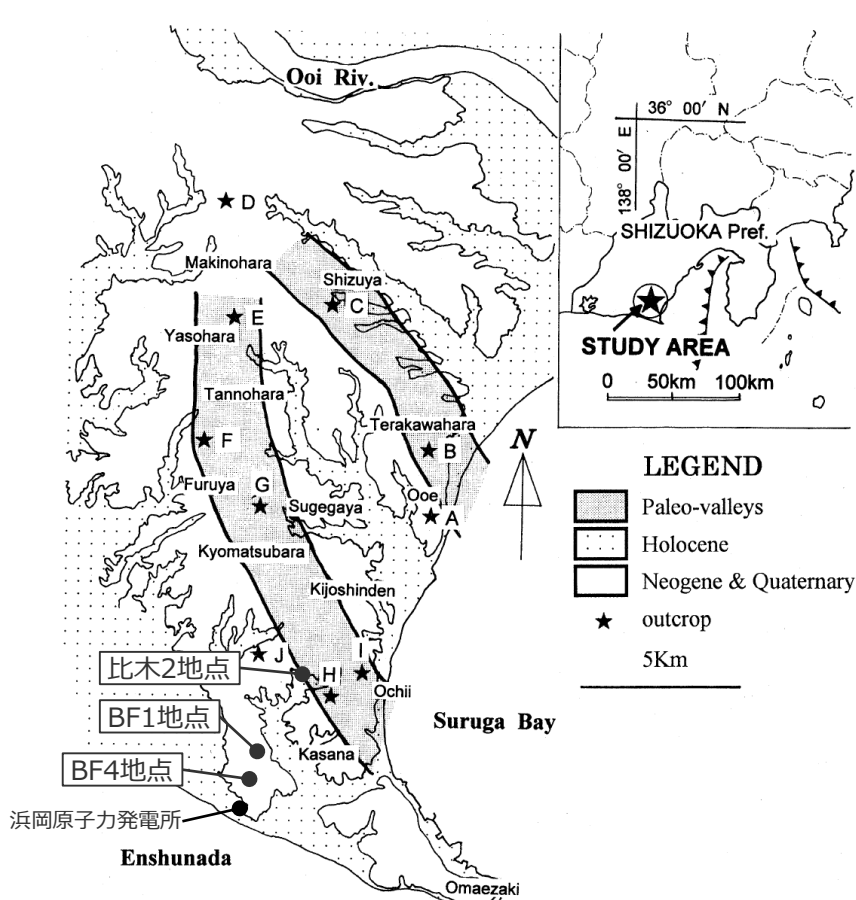 Ooi Riv.
36° 00′ N
138° 00′ E
SHIZUOKA Pref.
STUDY AREA
0 50km 100km
D
Makinohara
Shizuya
C
E
Yasohara
Tannohara
Terakawahara
F
B
N
G
Furuya
Sugegaya
Ooe
A
Kyomatsubara
Kijoshinden
J
I
比木2地点
H
Ochii
BF1地点
Suruga Bay
Kasana
BF4地点
浜岡原子力発電所
Enshunada
Omaezaki
LEGEND
Paleo-valleys
Holocene
Neogene & Quaternary
outcrop
5Km